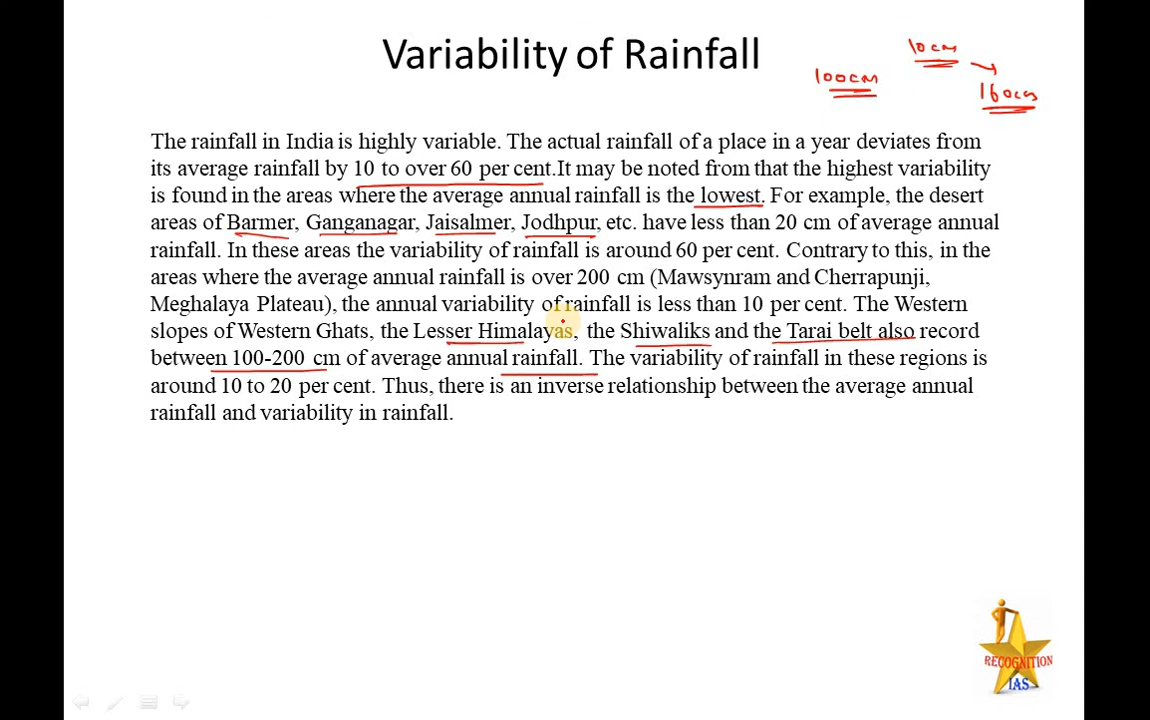 Variability of Rainfall
10cm
100cm
160cm
The rainfall in India is highly variable. The actual rainfall of a place in a year deviates from
its average rainfall by 10 to over 60 per cent.It may be noted from that the highest variability
is found in the areas where the average annual rainfall is the lowest. For example, the desert
areas of Barmer, Ganganagar, Jaisalmer, Jodhpur, etc. have less than 20 cm of average annual
rainfall. In these areas the variability of rainfall is around 60 per cent. Contrary to this, in the
areas where the average annual rainfall is over 200 cm (Mawsynram and Cherrapunji,
Meghalaya Plateau), the annual variability of rainfall is less than 10 per cent. The Western
slopes of Western Ghats, the Lesser Himalayas, the Shiwaliks and the Tarai belt also record
between 100-200 cm of average annual rainfall. The variability of rainfall in these regions is
around 10 to 20 per cent. Thus, there is an inverse relationship between the average annual
rainfall and variability in rainfall.
RECOGNITION
IAS